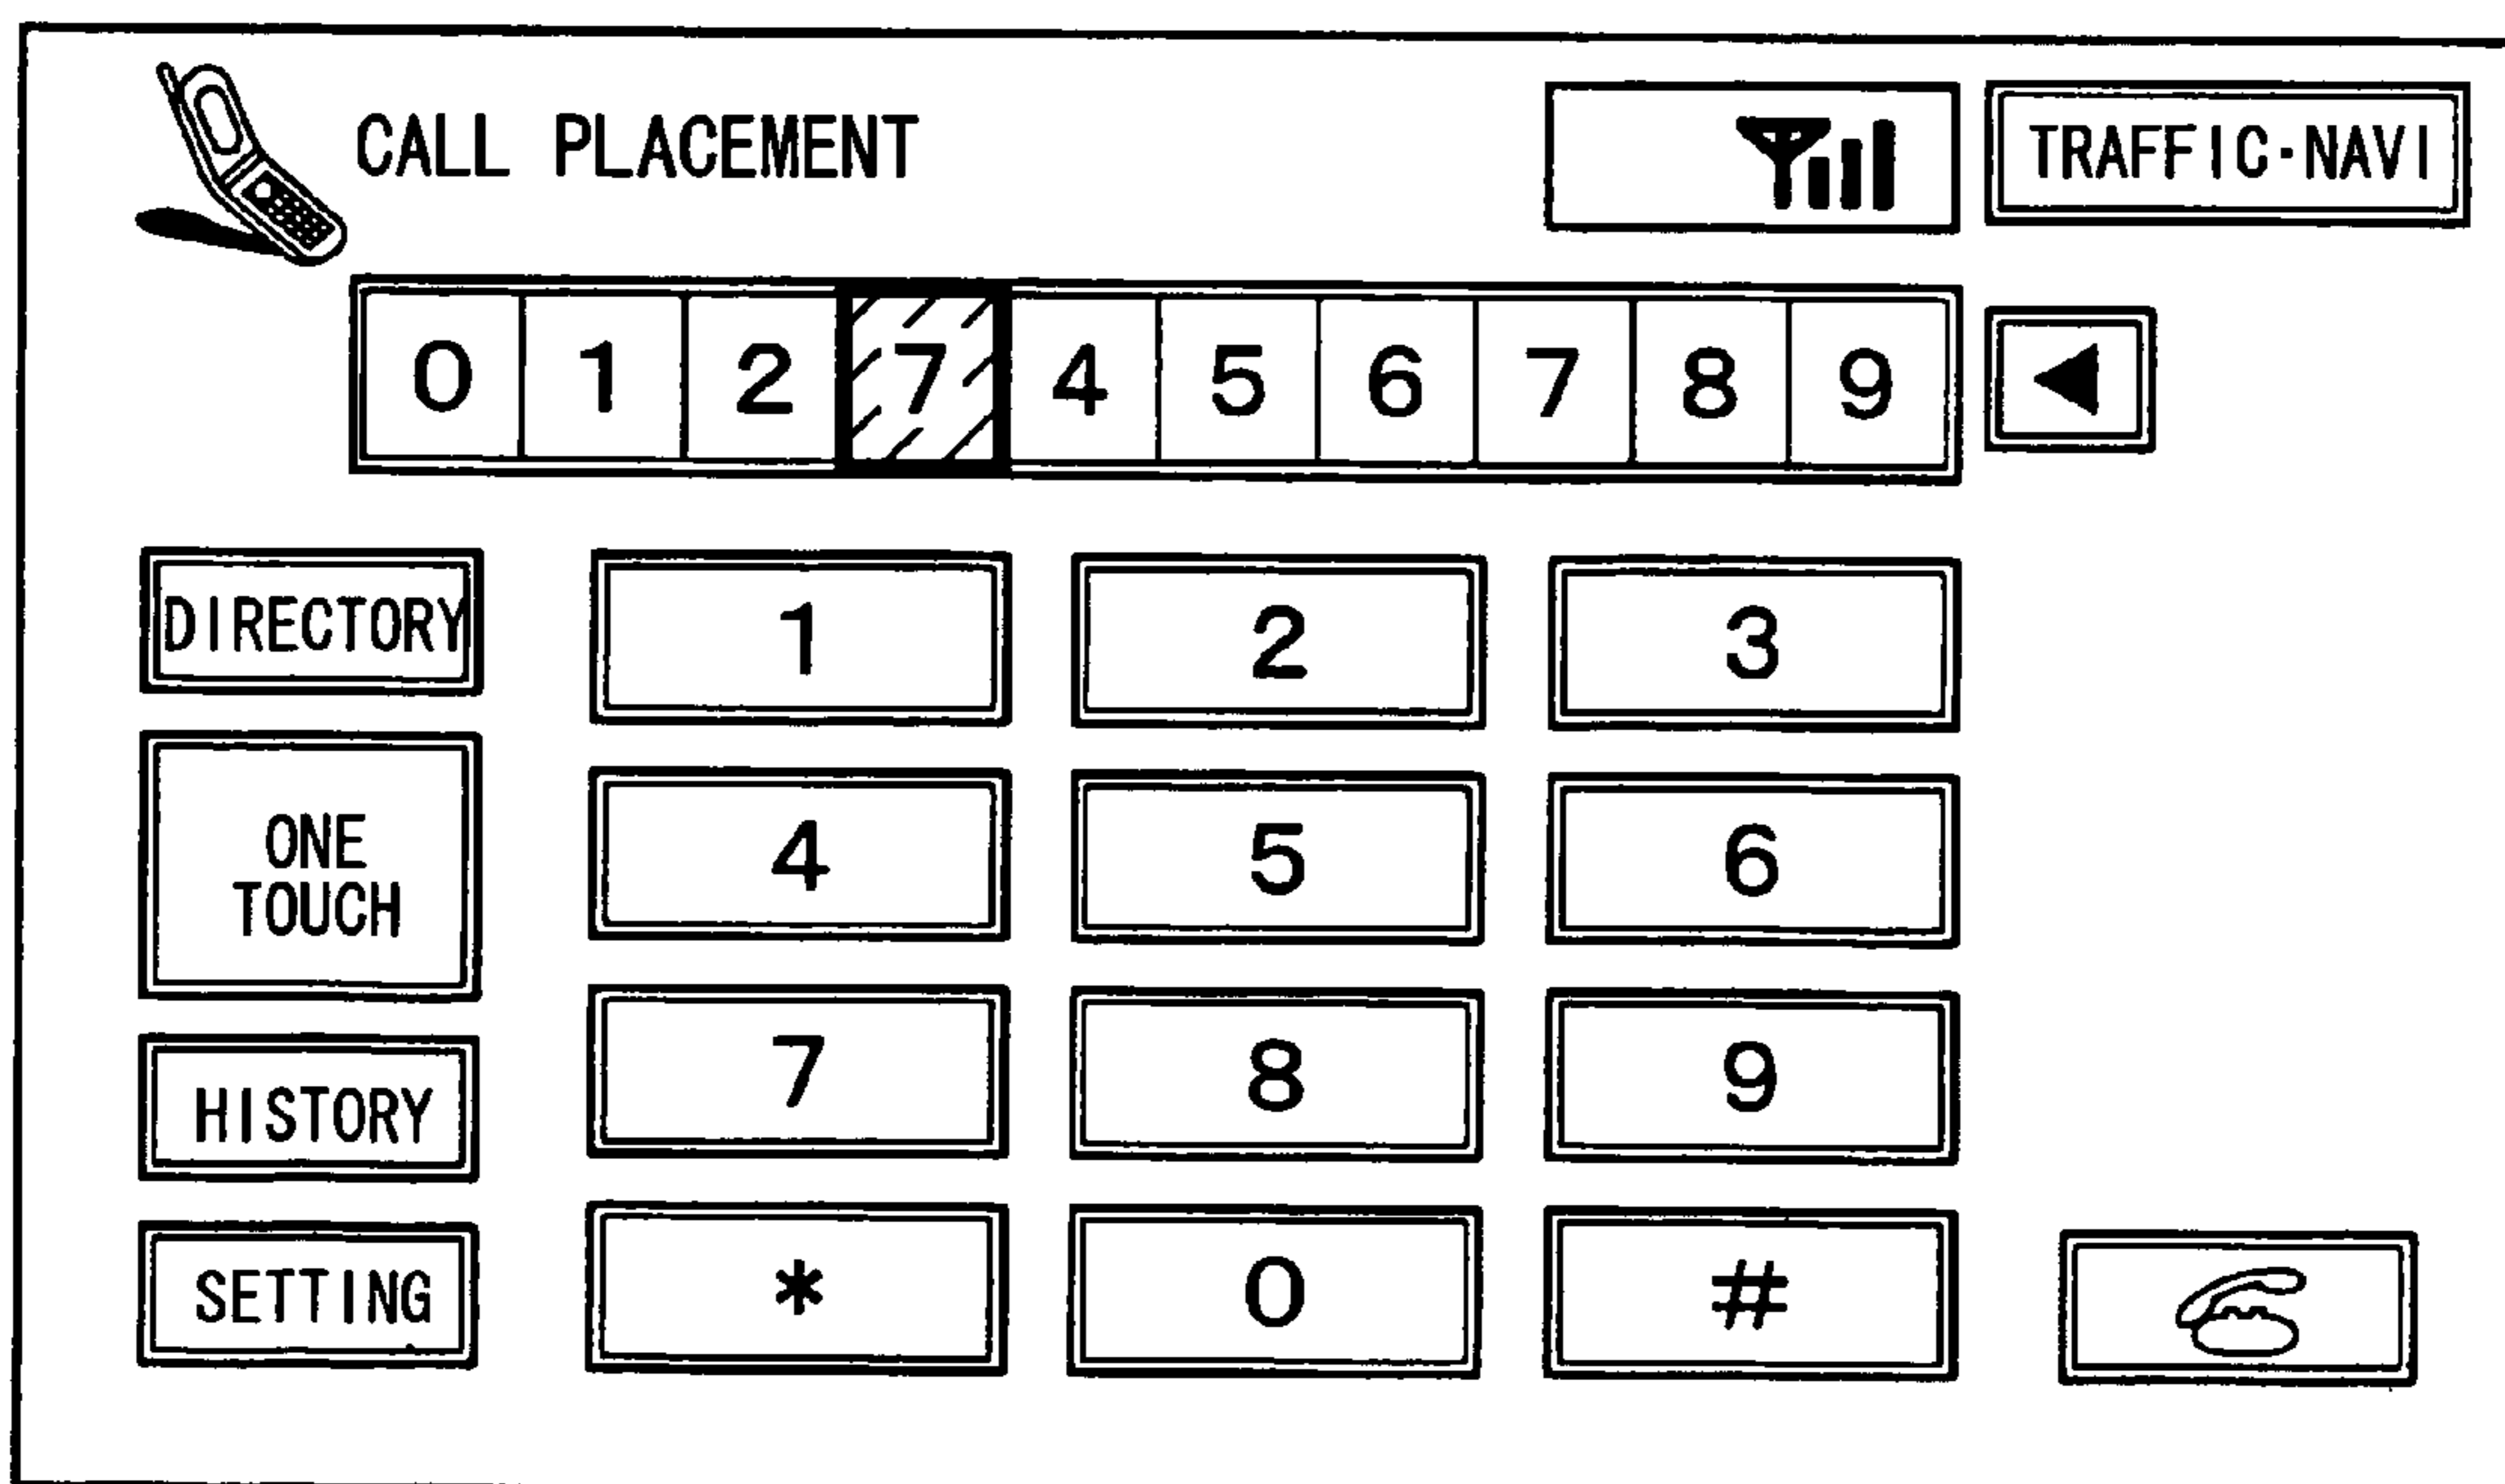 CALL PLACEMENT
TRAFFIC・NAVI
0 1 2 7 4 5 6 7 8 9
DIRECTORY 1 2 3
ONE
TOUCH
4 5 6
HISTORY 7 8 9
SETTING * 0 #